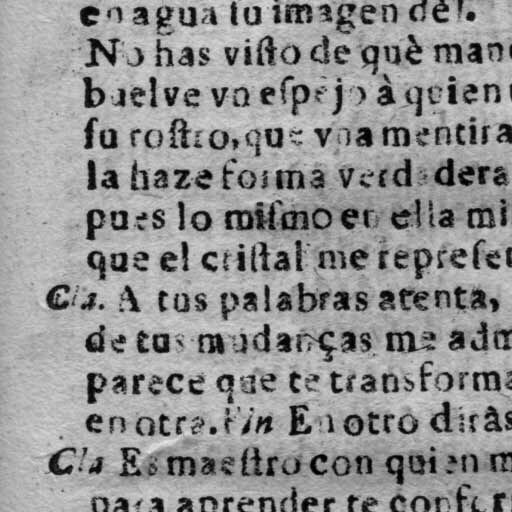 en agua tu imagen dèl.
No has viſto de què man
buelve vn eſpejo à quien
ſu roſtro, que vna mentira
la haze forma verdadera
pues lo miſmo en ella mi
que el criſtal me repreſen
Cla. A tus palabras atenta,
de tus mudanças me adm
parece que te transforma
en otra. Fin En otro diràs
Cla Es maeſtro con quien m
para aprender te confor